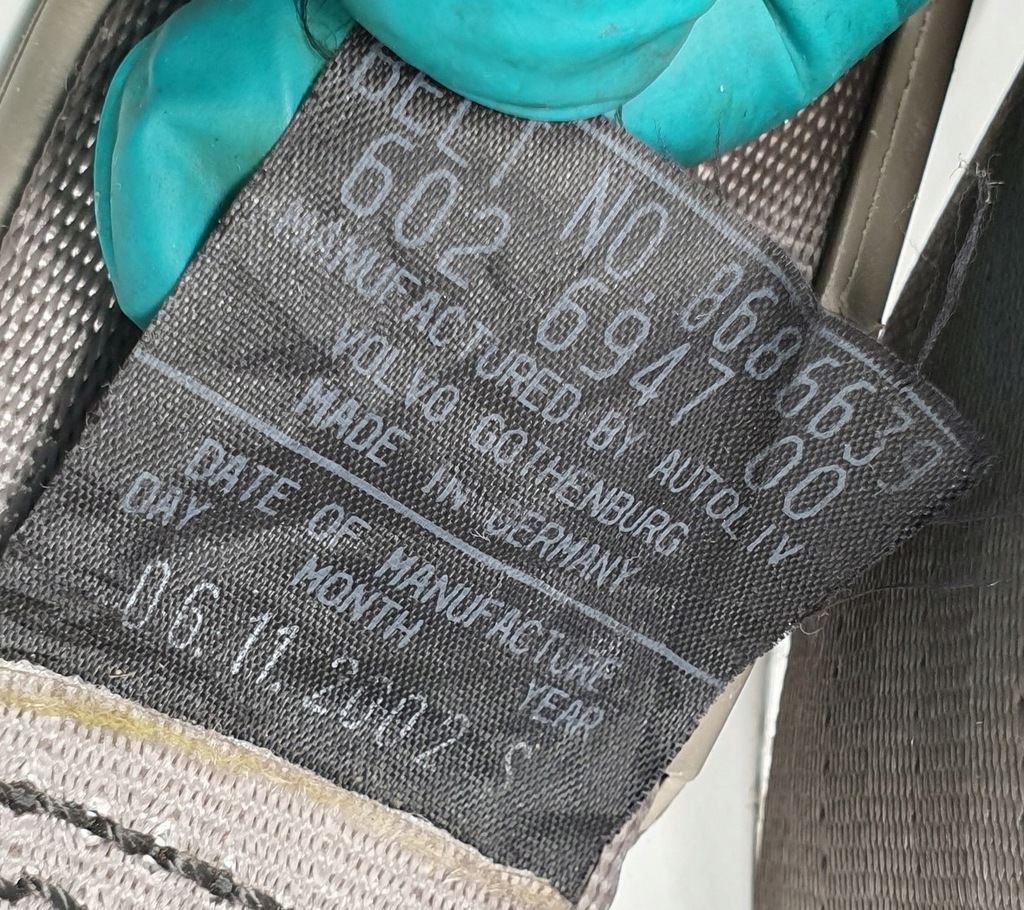 BELT NO. 8686639
602 6947 00
MANUFACTURED BY AUTOLIV
VOLVO GOTHENBURG
MADE IN GERMANY
DATE OF MANUFACTURE
DAY MONTH YEAR
06.11.2002 S